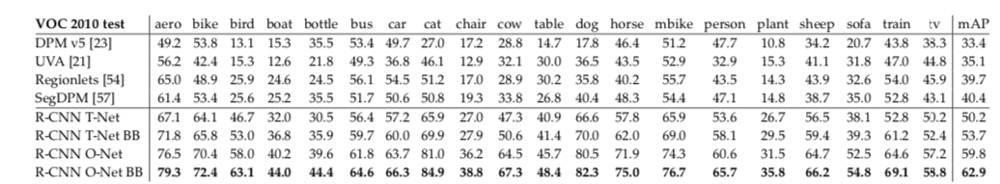 VOC 2010 test aero bike bird boat bottle bus car cat chair cow table dog horse mbike person plant sheep sofa train tv mAP
DPM v5 [23] 49.2 53.8 13.1 15.3 35.5 53.4 49.7 27.0 17.2 28.8 14.7 17.8 46.4 51.2 47.7 10.8 34.2 20.7 43.8 38.3 33.4
UVA [21] 56.2 42.4 15.3 12.6 21.8 49.3 36.8 46.1 12.9 32.1 30.0 36.5 43.5 52.9 32.9 15.3 41.1 31.8 47.0 44.8 35.1
Regionlets [54] 65.0 48.9 25.9 24.6 24.5 56.1 54.5 51.2 17.0 28.9 30.2 35.8 40.2 55.7 43.5 14.3 43.9 32.6 54.0 45.9 39.7
SegDPM [57] 61.4 53.4 25.6 25.2 35.5 51.7 50.6 50.8 19.3 33.8 26.8 40.4 48.3 54.4 47.1 14.8 38.7 35.0 52.8 43.1 40.4
R-CNN T-Net 67.1 64.1 46.7 32.0 30.5 56.4 57.2 65.9 27.0 47.3 40.9 66.6 57.8 65.9 53.6 26.7 56.5 38.1 52.8 50.2 50.2
R-CNN T-Net BB 71.8 65.8 53.0 36.8 35.9 59.7 60.0 69.9 27.9 50.6 41.4 70.0 62.0 69.0 58.1 29.5 59.4 39.3 61.2 52.4 53.7
R-CNN O-Net 76.5 70.4 58.0 40.2 39.6 61.8 63.7 81.0 36.2 64.5 45.7 80.5 71.9 74.3 60.6 31.5 64.7 52.5 64.6 57.2 59.8
R-CNN O-Net BB 79.3 72.4 63.1 44.0 44.4 64.6 66.3 84.9 38.8 67.3 48.4 82.3 75.0 76.7 65.7 35.8 66.2 54.8 69.1 58.8 62.9